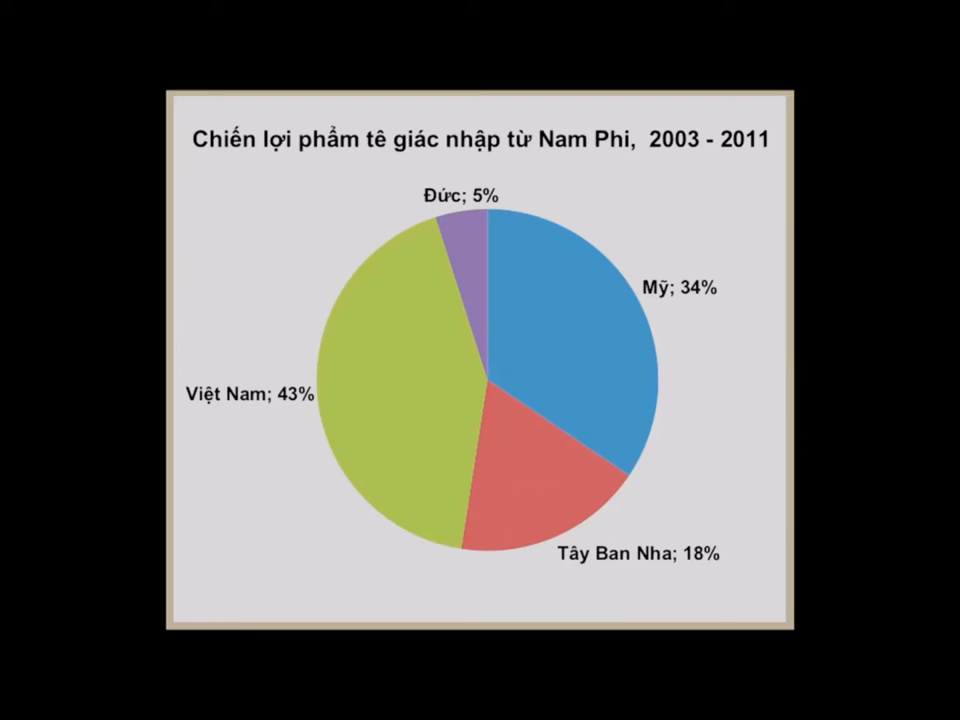 Chiến lợi phẩm tê giác nhập từ Nam Phi, 2003 - 2011
Đức; 5%
Mỹ; 34%
Việt Nam; 43%
Tây Ban Nha; 18%